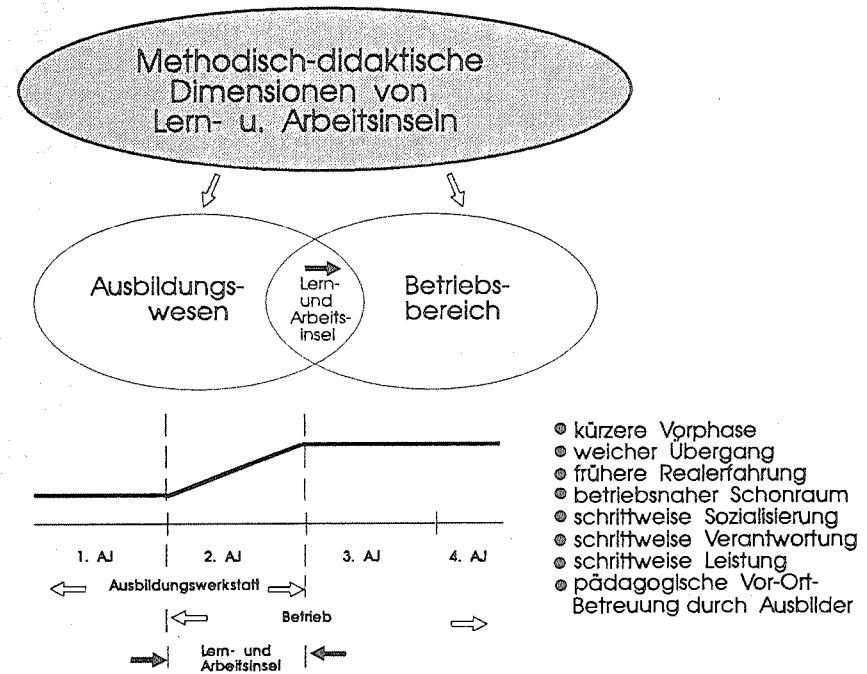 Methodisch-didaktische
Dimensionen von
Lern- u. Arbeitsinseln
Ausbildungs-
wesen
Lern-
und
Arbeits-
insel
Betriebs-
bereich
1. AJ
2. AJ
3. AJ
4. AJ
Ausbildungswerkstatt
Betrieb
Lern- und
Arbeitsinsel
kürzere Vorphase
weicher Übergang
frühere Realerfahrung
betriebsnaher Schonraum
schrittweise Sozialisierung
schrittweise Verantwortung
schrittweise Leistung
pädagogische Vor-Ort-
Betreuung durch Ausbilder